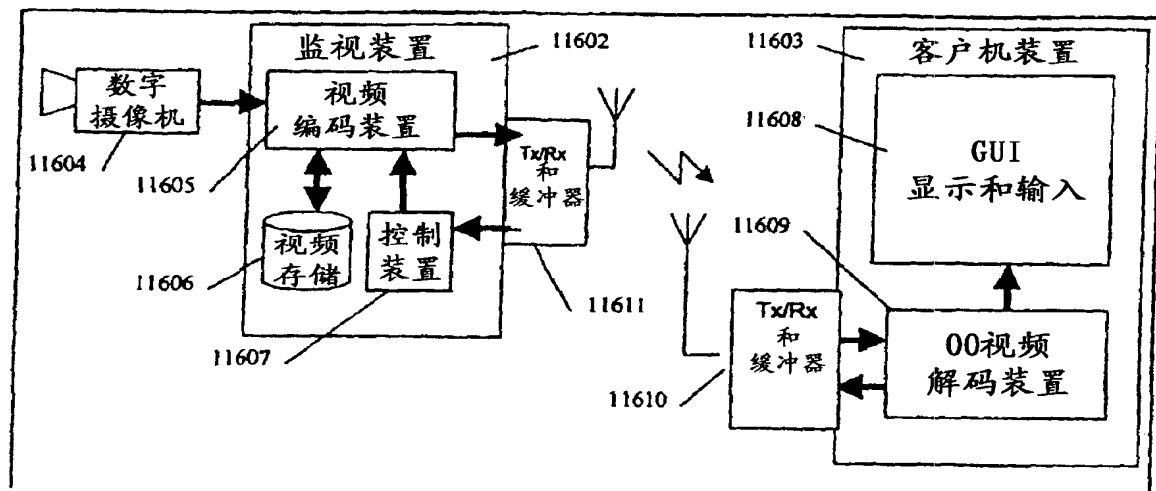 监视装置
11602
11603
客户机装置
数字
摄像机
视频
编码装置
11604
11605
Tx/Rx
和
缓冲器
11608
GUI
显示和输入
视频
存储
控制
装置
11606
11607
11611
11609
Tx/Rx
和
缓冲器
11610
OO视频
解码装置